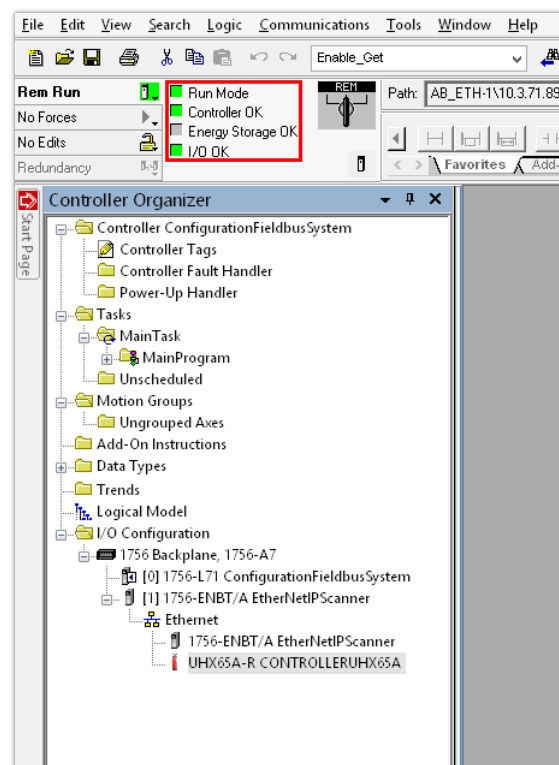 File Edit View Search Logic Communications Tools Window Help
Enable_Get
Rem Run
No Forces
No Edits
Redundancy
Run Mode
Controller OK
Energy Storage OK
I/O OK
REM
Path: AB_ETH-1\10.3.71.89
Favorites Add-
Start Page
Controller Organizer
Controller ConfigurationFieldbusSystem
Controller Tags
Controller Fault Handler
Power-Up Handler
Tasks
MainTask
MainProgram
Unscheduled
Motion Groups
Ungrouped Axes
Add-On Instructions
Data Types
Trends
Logical Model
I/O Configuration
1756 Backplane, 1756-A7
[0] 1756-L71 ConfigurationFieldbusSystem
[1] 1756-ENBT/A EtherNetIPScanner
Ethernet
1756-ENBT/A EtherNetIPScanner
UHX65A-R CONTROLLERUHX65A